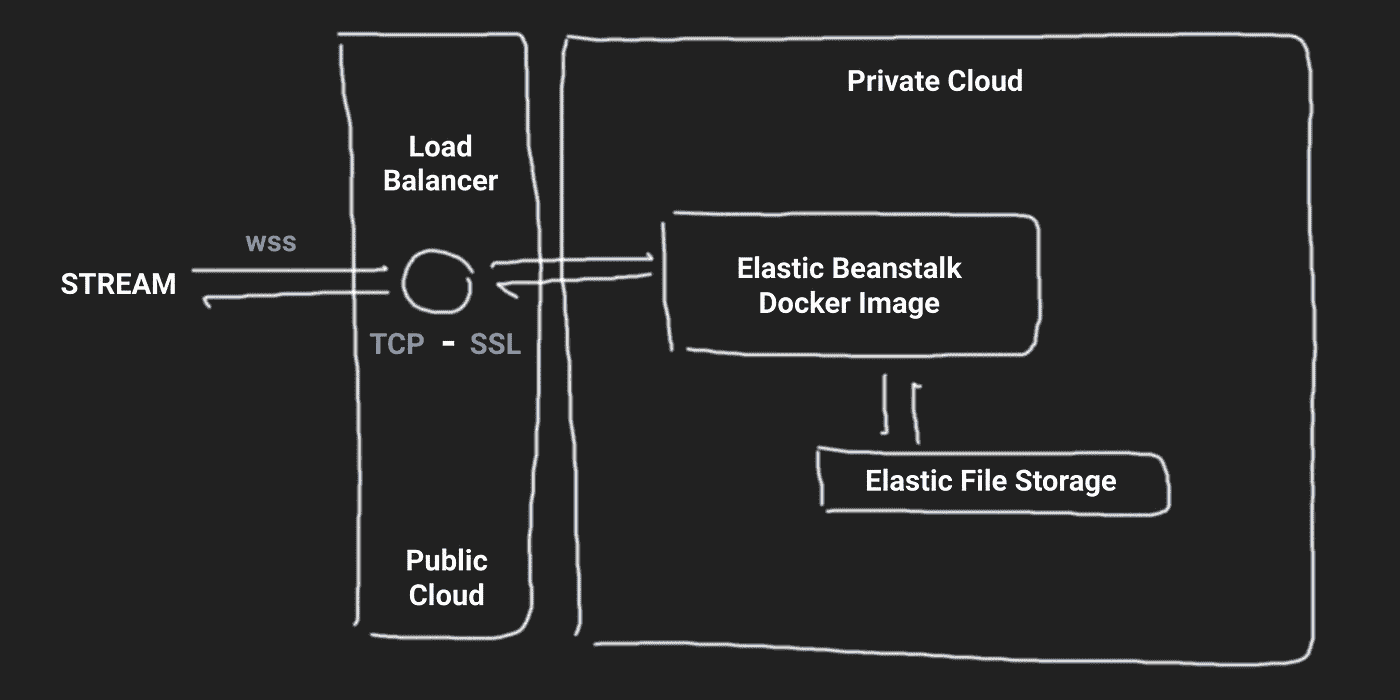 Private Cloud
Load
Balancer
wss
STREAM
TCP - SSL
Elastic Beanstalk
Docker Image
Elastic File Storage
Public
Cloud